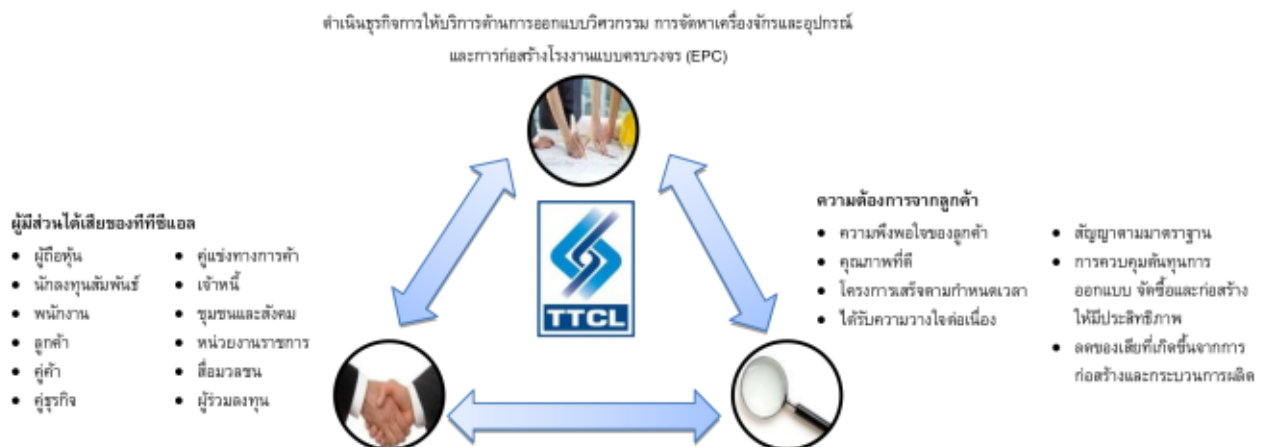 ดำเนินธุรกิจการให้บริการด้านการออกแบบวิศวกรรม การจัดหาเครื่องจักรและอุปกรณ์
และการก่อสร้างโรงงานแบบครบวงจร (EPC)
TTCL
ผู้มีส่วนได้เสียของทีทีซีแอล
• ผู้ถือหุ้น
• นักลงทุนสัมพันธ์
• พนักงาน
• ลูกค้า
• คู่ค้า
• คู่ธุรกิจ
• คู่แข่งทางการค้า
• เจ้าหนี้
• ชุมชนและสังคม
• หน่วยงานราชการ
• สื่อมวลชน
• ผู้ร่วมลงทุน
ความต้องการจากลูกค้า
• ความพึงพอใจของลูกค้า
• คุณภาพที่ดี
• โครงการเสร็จตามกำหนดเวลา
• ได้รับความวางใจต่อเนื่อง
• สัญญาตามมาตราฐาน
• การควบคุมต้นทุนการ
ออกแบบ จัดซื้อและก่อสร้าง
ให้มีประสิทธิภาพ
• ลดของเสียที่เกิดขึ้นจากการ
ก่อสร้างและกระบวนการผลิต